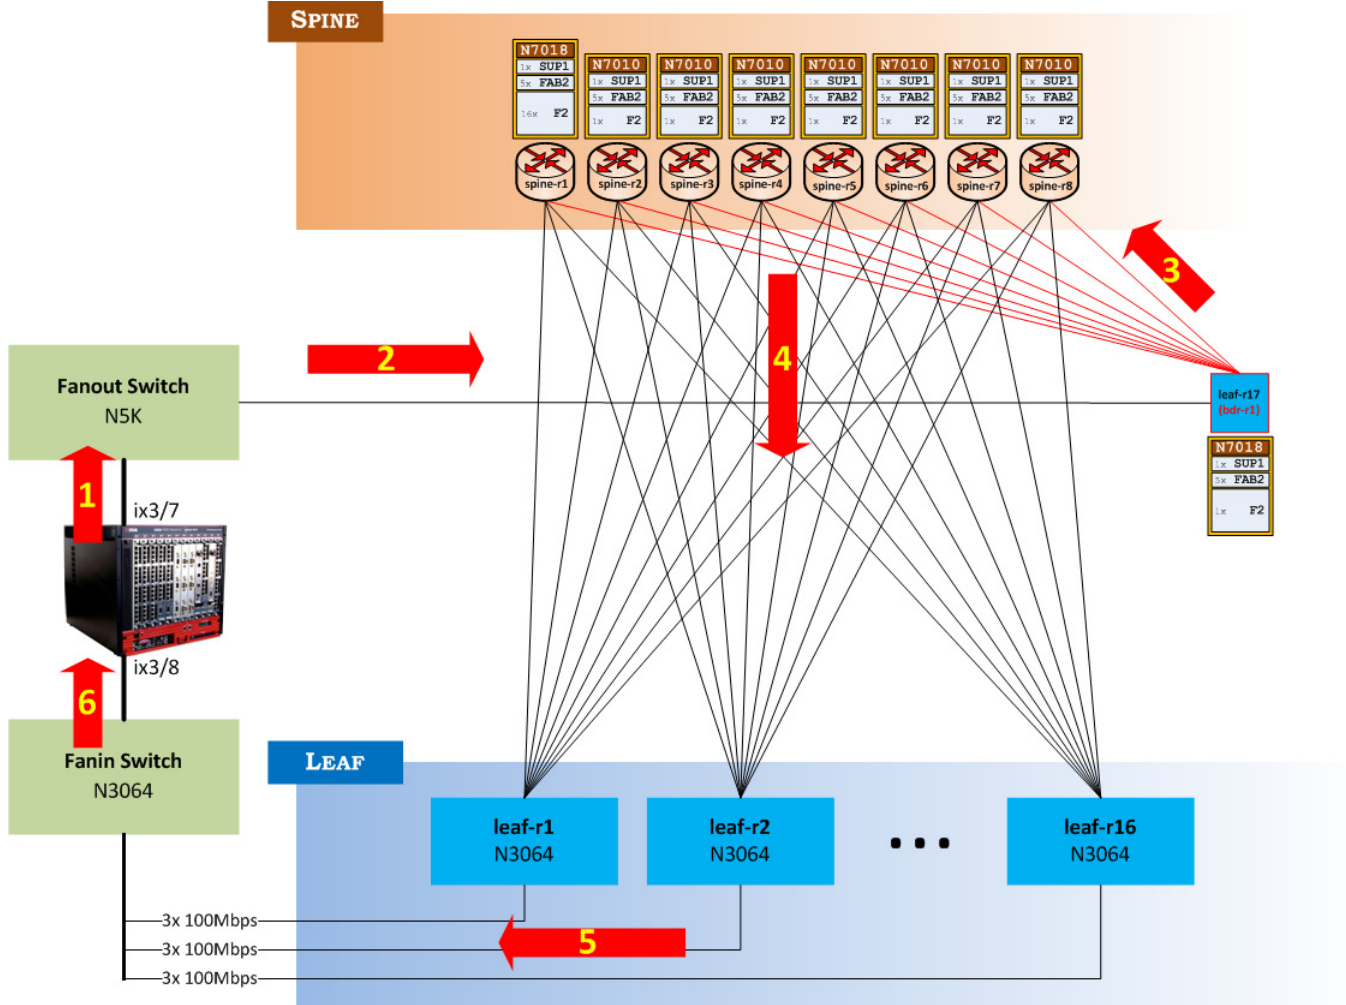 SPINE
N7018
1x SUP1
5x FAB2
16x F2
N7010
1x SUP1
5x FAB2
1x F2
N7010
1x SUP1
5x FAB2
1x F2
N7010
1x SUP1
5x FAB2
1x F2
N7010
1x SUP1
5x FAB2
1x F2
N7010
1x SUP1
5x FAB2
1x F2
N7010
1x SUP1
5x FAB2
1x F2
N7010
1x SUP1
5x FAB2
1x F2
spine-r1
spine-r2
spine-r3
spine-r4
spine-r5
spine-r6
spine-r7
spine-r8
3
2
4
Fanout Switch
N5K
leaf-r17
(bdr-r1)
N7018
1x SUP1
5x FAB2
1x F2
1
ix3/7
ix3/8
6
Fanin Switch
N3064
LEAF
leaf-r1
N3064
leaf-r2
N3064
...
leaf-r16
N3064
3x 100Mbps
3x 100Mbps
3x 100Mbps
5